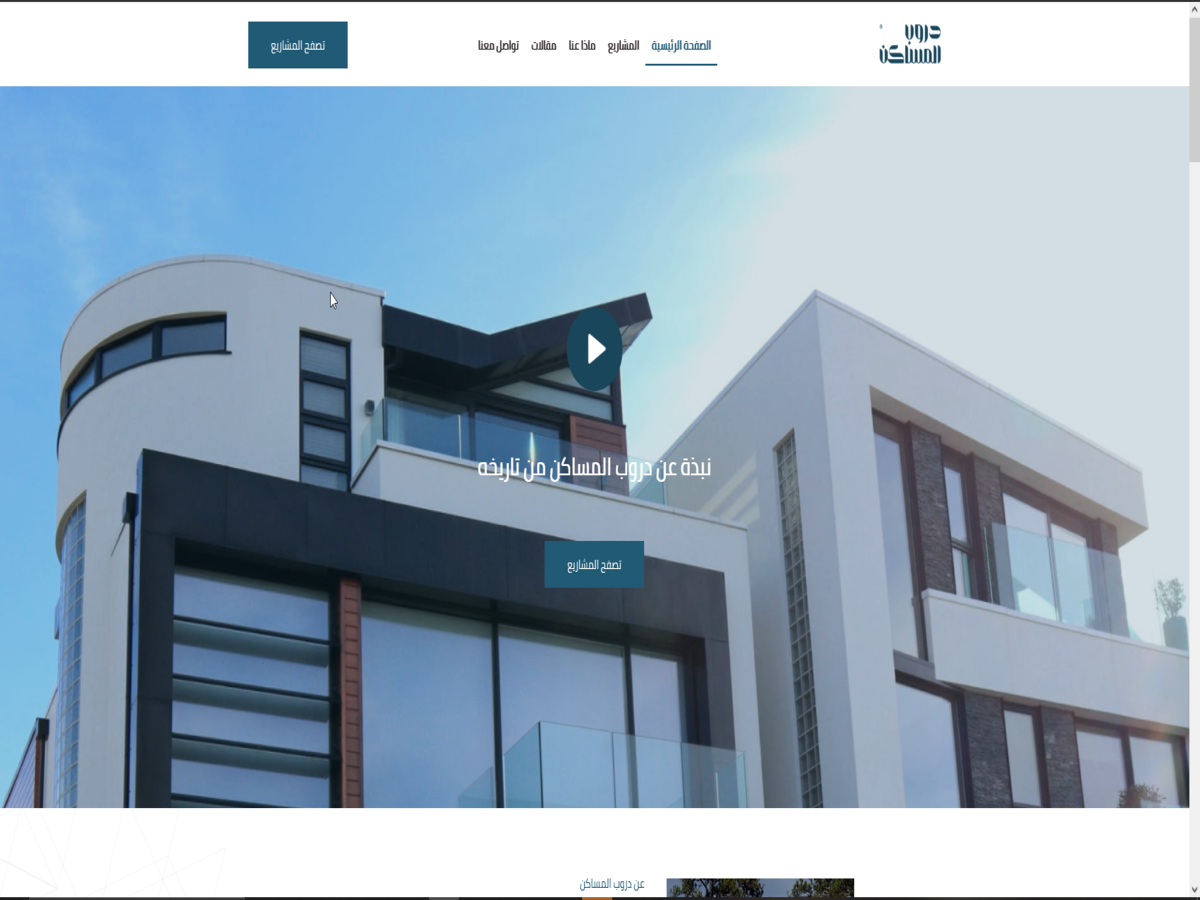 دروب
المساكن
الصفحة الرئيسية
المشاريع
ماذا عنا
مقالات
تواصل معنا
تصفح المشاريع
نبذة عن دروب المساكن من تاريخه
تصفح المشاريع
عن دروب المساكن